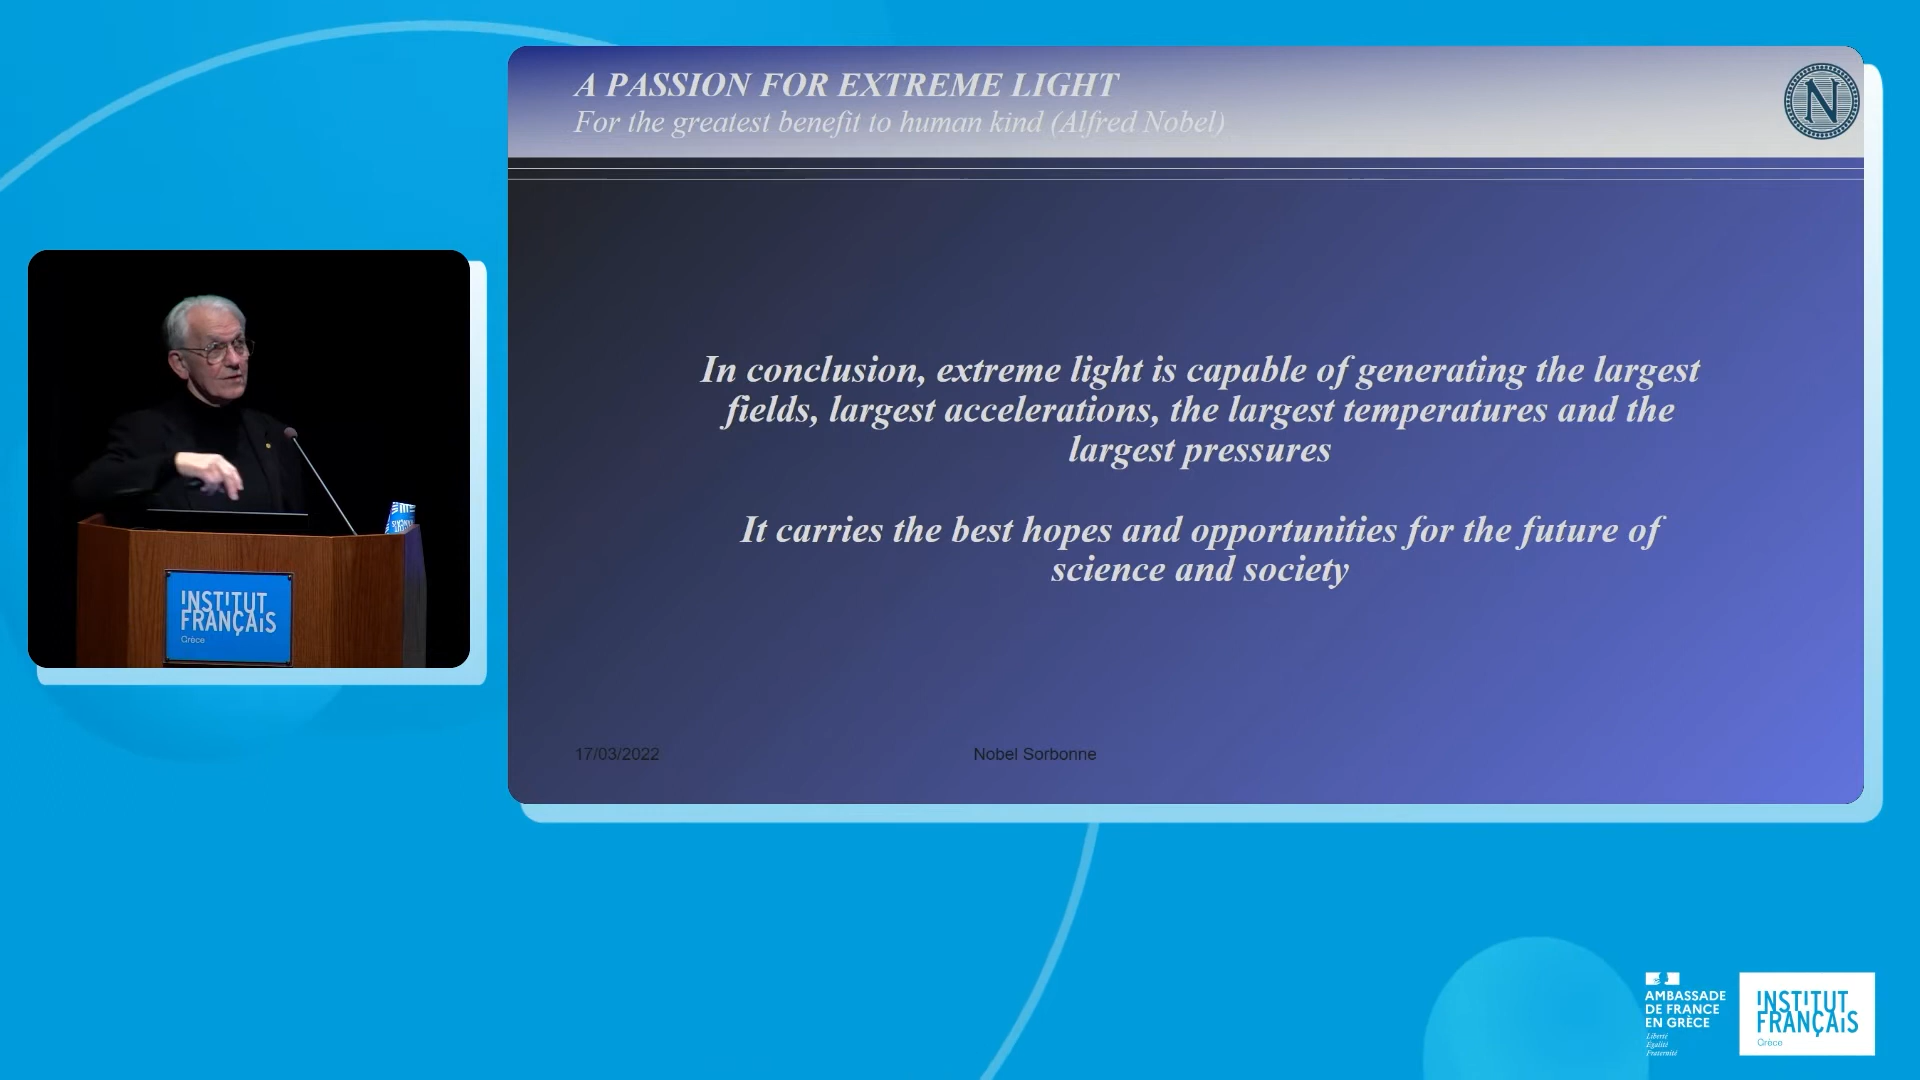 A PASSION FOR EXTREME LIGHT
For the greatest benefit to human kind (Alfred Nobel)
N
In conclusion, extreme light is capable of generating the largest
fields, largest accelerations, the largest temperatures and the
largest pressures
It carries the best hopes and opportunities for the future of
science and society
17/03/2022
Nobel Sorbonne
INSTITUT
FRANÇAIS
Grèce
AMBASSADE
DE FRANCE
EN GRÈCE
Liberté
Égalité
Fraternité
INSTITUT
FRANÇAIS
Grèce